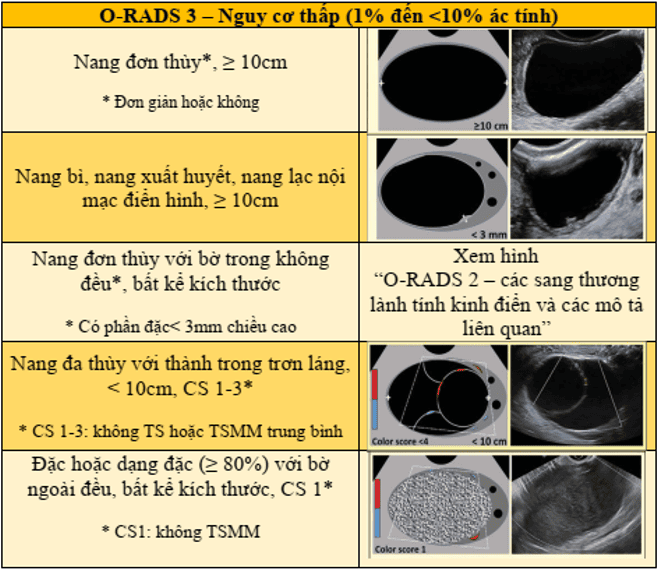 O-RADS 3 – Nguy cơ thấp (1% đến <10% ác tính)
Nang đơn thùy*, ≥ 10cm
* Đơn giản hoặc không
≥10 cm
Nang bì, nang xuất huyết, nang lạc nội
mạc điển hình, ≥ 10cm
< 3 mm
Nang đơn thùy với bờ trong không
đều*, bất kể kích thước
* Có phần đặc< 3mm chiều cao
Xem hình
“O-RADS 2 – các sang thương
lành tính kinh điển và các mô tả
liên quan”
Nang đa thùy với thành trong trơn láng,
< 10cm, CS 1-3*
* CS 1-3: không TS hoặc TSMM trung bình
Color score <4
< 10 cm
Đặc hoặc dạng đặc (≥ 80%) với bờ
ngoài đều, bất kể kích thước, CS 1*
* CS1: không TSMM
Color score 1